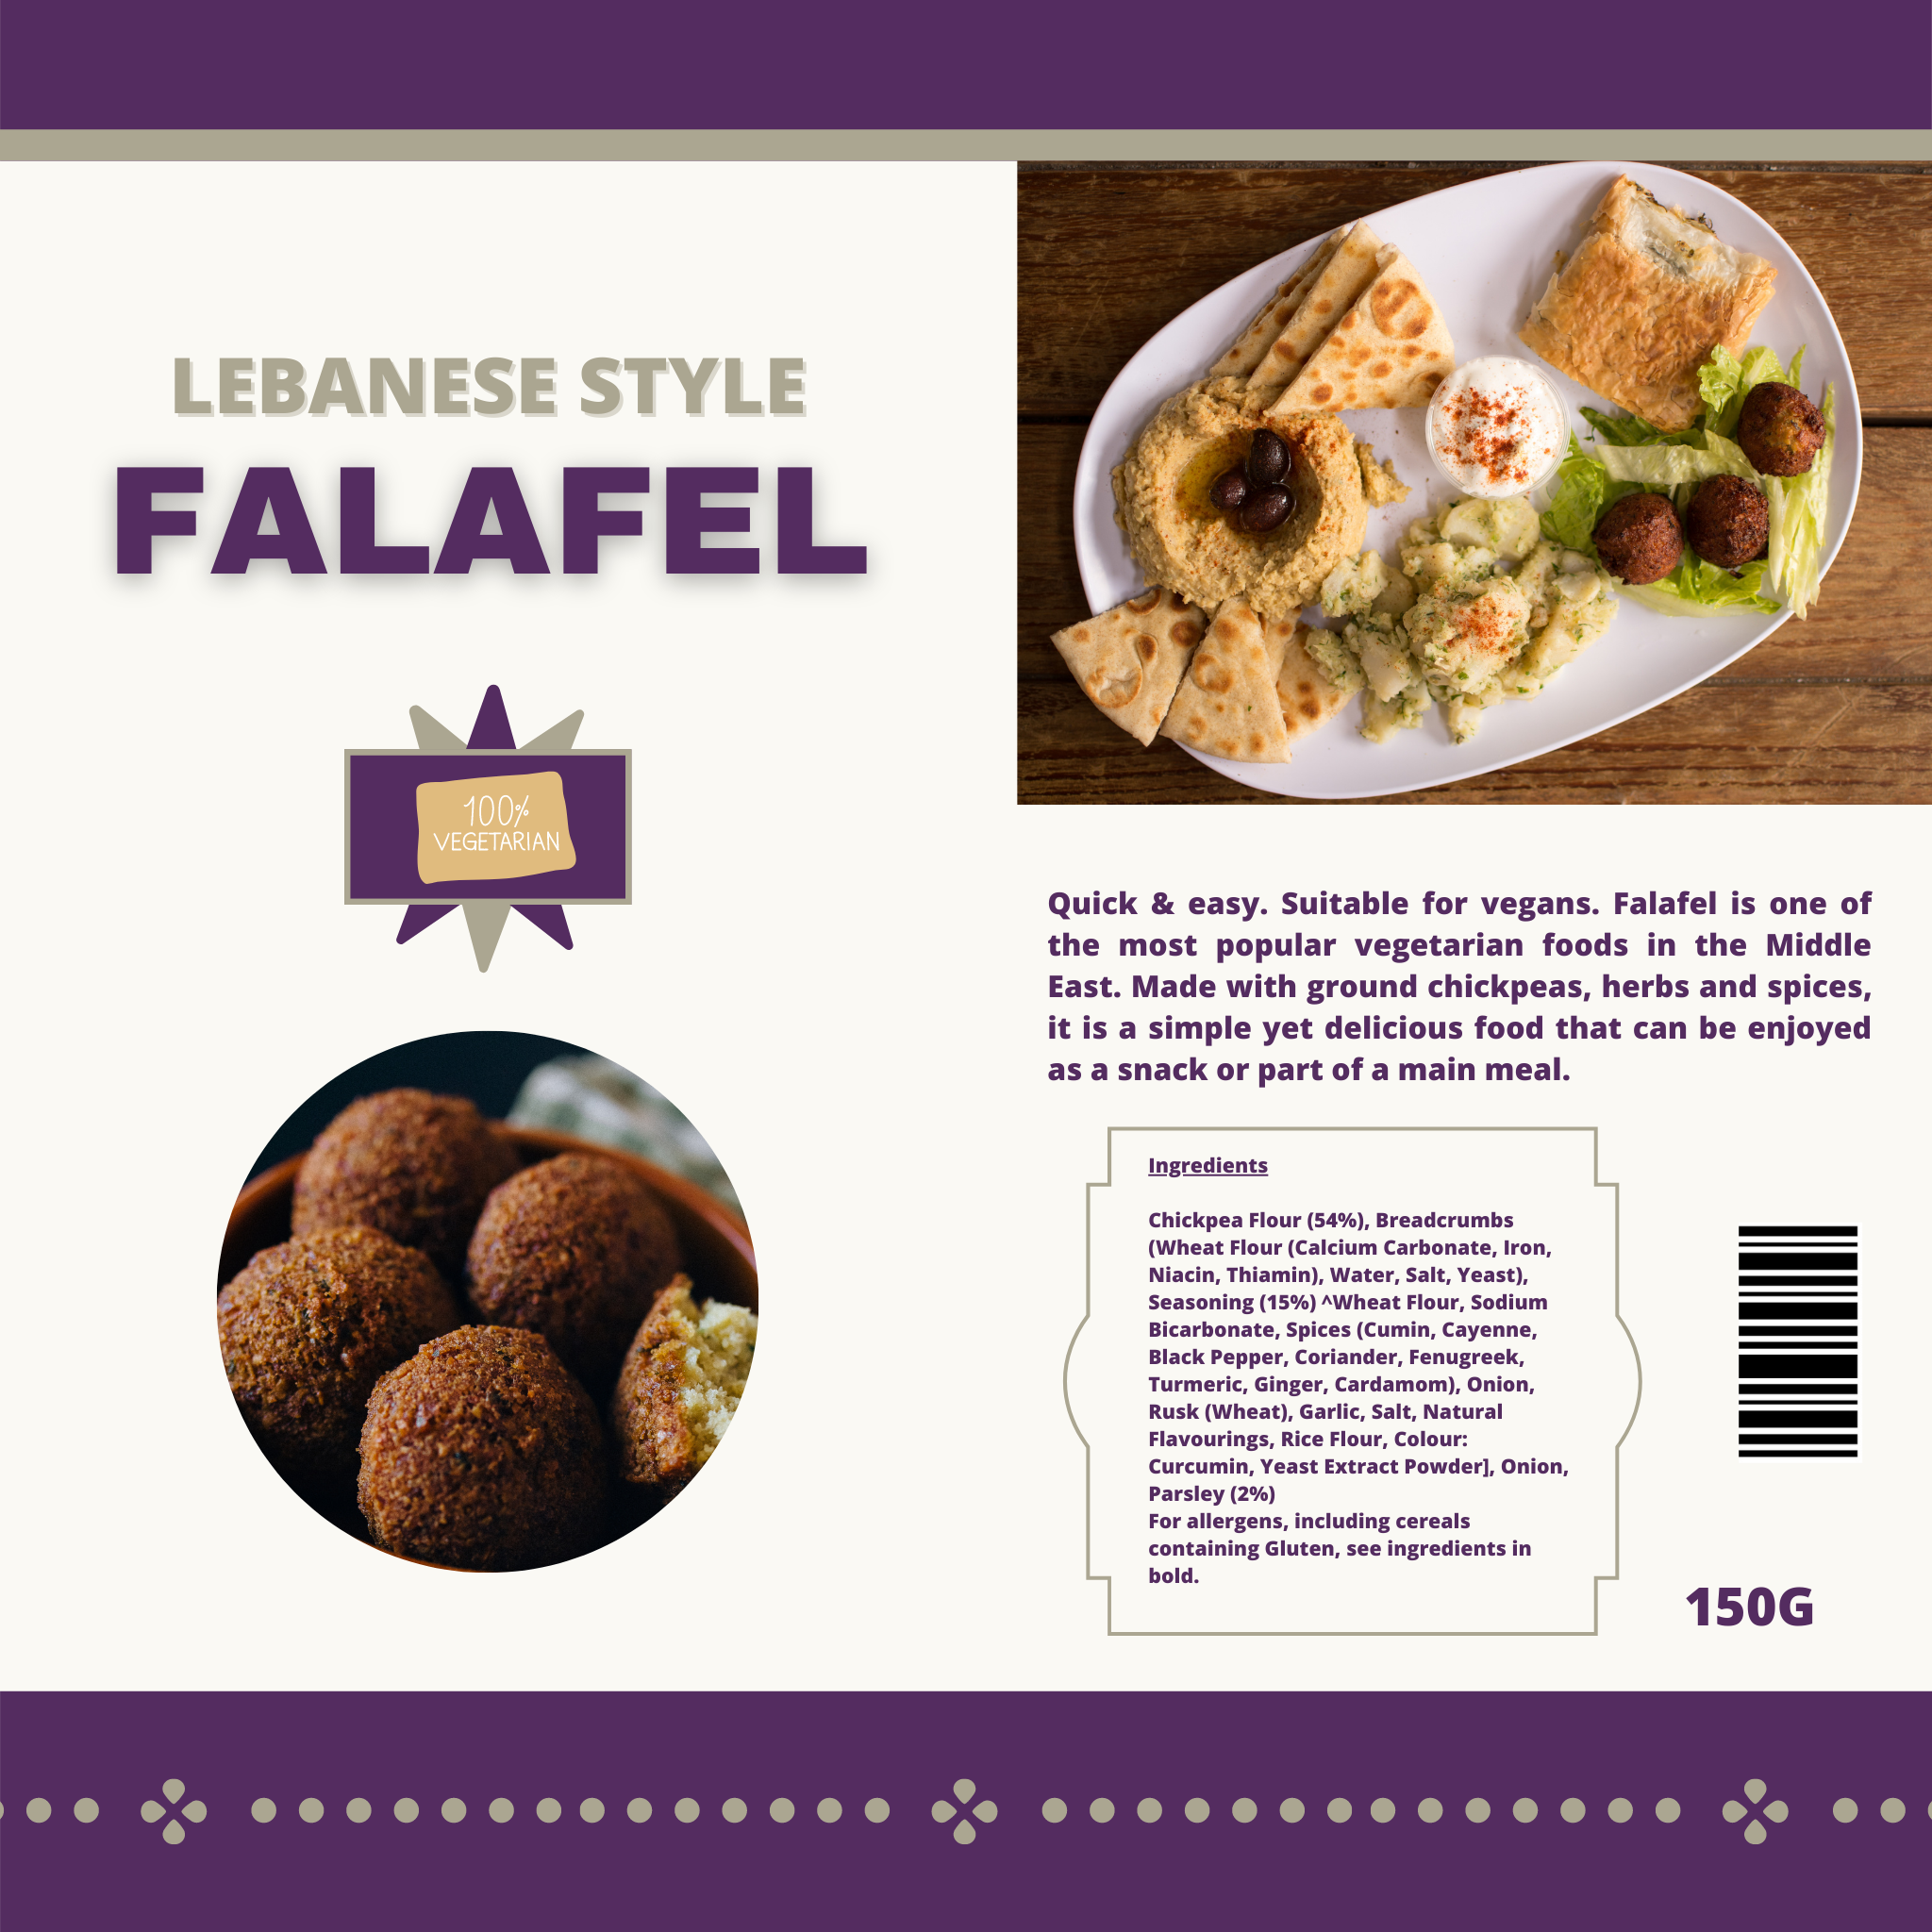 LEBANESE STYLE
FALAFEL
100%
VEGETARIAN
Quick & easy. Suitable for vegans. Falafel is one of
the most popular vegetarian foods in the Middle
East. Made with ground chickpeas, herbs and spices,
it is a simple yet delicious food that can be enjoyed
as a snack or part of a main meal.
Ingredients
Chickpea Flour (54%), Breadcrumbs
(Wheat Flour (Calcium Carbonate, Iron,
Niacin, Thiamin), Water, Salt, Yeast),
Seasoning (15%) ^Wheat Flour, Sodium
Bicarbonate, Spices (Cumin, Cayenne,
Black Pepper, Coriander, Fenugreek,
Turmeric, Ginger, Cardamom), Onion,
Rusk (Wheat), Garlic, Salt, Natural
Flavourings, Rice Flour, Colour:
Curcumin, Yeast Extract Powder], Onion,
Parsley (2%)
For allergens, including cereals
containing Gluten, see ingredients in
bold.
150G